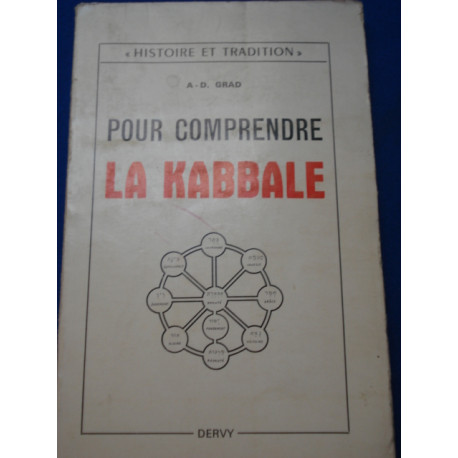 « HISTOIRE ET TRADITION »
A - D. GRAD
POUR COMPRENDRE
LA KABBALE
DERVY